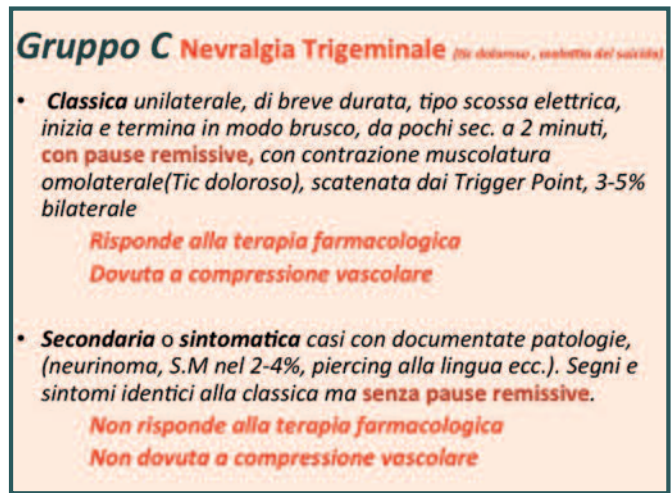 Gruppo C Nevralgia Trigeminale (tic doloroso, malattia del suicidio)
• Classica unilaterale, di breve durata, tipo scossa elettrica,
inizia e termina in modo brusco, da pochi sec. a 2 minuti,
con pause remissive, con contrazione muscolatura
omolaterale(Tic doloroso), scatenata dai Trigger Point, 3-5%
bilaterale
Risponde alla terapia farmacologica
Dovuta a compressione vascolare
• Secondaria o sintomatica casi con documentate patologie,
(neurinoma, S.M nel 2-4%, piercing alla lingua ecc.). Segni e
sintomi identici alla classica ma senza pause remissive.
Non risponde alla terapia farmacologica
Non dovuta a compressione vascolare